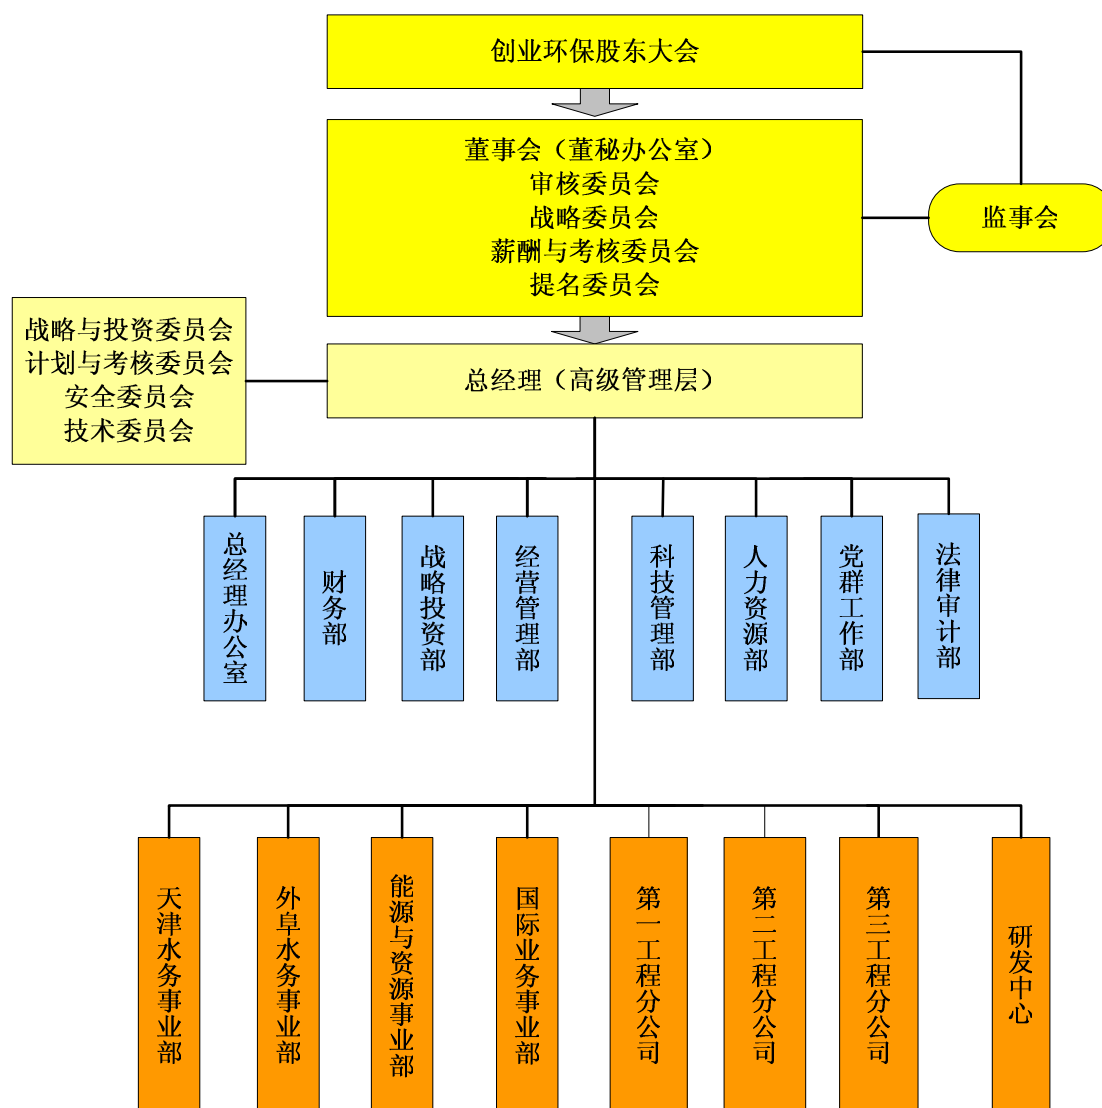 创业环保股东大会
董事会（董秘办公室）
审核委员会
战略委员会
薪酬与考核委员会
提名委员会
监事会
战略与投资委员会
计划与考核委员会
安全委员会
技术委员会
总经理（高级管理层）
总经理办公室
财务部
战略投资部
经营管理部
科技管理部
人力资源部
党群工作部
法律审计部
天津水务事业部
外阜水务事业部
能源与资源事业部
国际业务事业部
第一工程分公司
第二工程分公司
第三工程分公司
研发中心